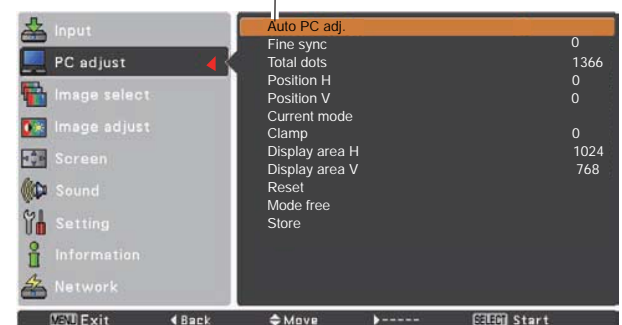 Input
PC adjust
Image select
Image adjust
Screen
Sound
Setting
Information
Network
Auto PC adj.
Fine sync 0
Total dots 1366
Position H 0
Position V 0
Current mode
Clamp 0
Display area H 1024
Display area V 768
Reset
Mode free
Store
MENU Exit Back Move ----- SELECT Start